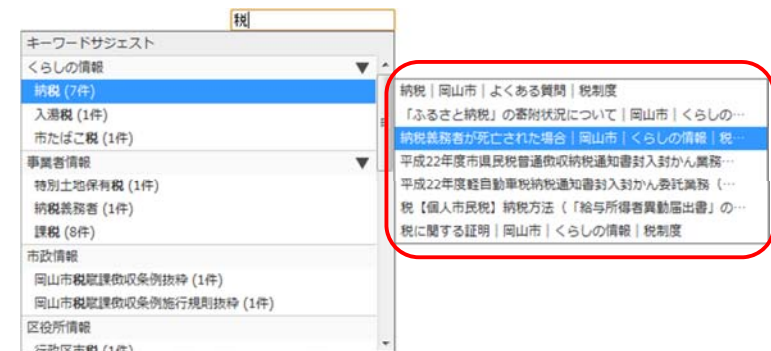 税
キーワードサジェスト
くらしの情報 ▼
納税 (7件)
入湯税 (1件)
市たばこ税 (1件)
事業者情報 ▼
特別土地保有税 (1件)
納税義務者 (1件)
課税 (8件)
市政情報
岡山市税賦課徴収条例抜粋 (1件)
岡山市税賦課徴収条例施行規則抜粋 (1件)
区役所情報
行政区市税 (1件)
納税｜岡山市｜よくある質問｜税制度
「ふるさと納税」の寄附状況について｜岡山市｜くらしの…
納税義務者が死亡された場合｜岡山市｜くらしの情報｜税…
平成22年度市県民税普通徴収納税通知書封入封かん業務…
平成22年度軽自動車税納税通知書封入封かん委託業務（…
税【個人市民税】納税方法（「給与所得者異動届出書」の…
税に関する証明｜岡山市｜くらしの情報｜税制度